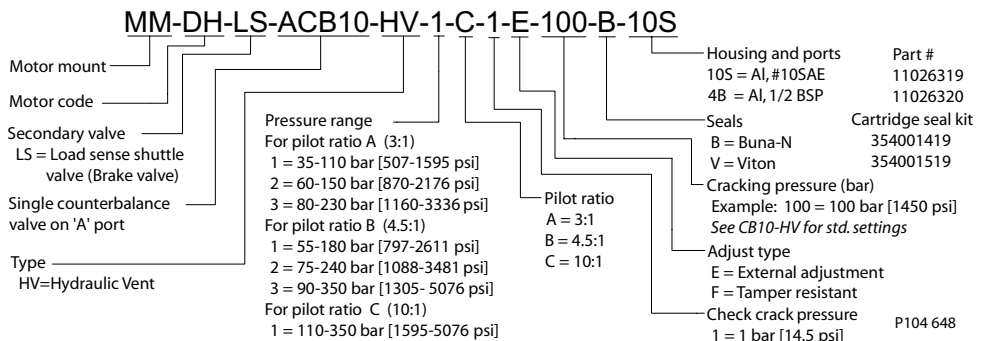 MM-DH-LS-ACB10-HV-1-C-1-E-100-B-10S
Motor mount
Motor code
Secondary valve
LS = Load sense shuttle
valve (Brake valve)
Single counterbalance
valve on 'A' port
Type
HV=Hydraulic Vent
Pressure range
For pilot ratio A (3:1)
1 = 35-110 bar [507-1595 psi]
2 = 60-150 bar [870-2176 psi]
3 = 80-230 bar [1160-3336 psi]
For pilot ratio B (4.5:1)
1 = 55-180 bar [797-2611 psi]
2 = 75-240 bar [1088-3481 psi]
3 = 90-350 bar [1305- 5076 psi]
For pilot ratio C (10:1)
1 = 110-350 bar [1595-5076 psi]
Pilot ratio
A = 3:1
B = 4.5:1
C = 10:1
Housing and ports Part #
10S = Al, #10SAE 11026319
4B = Al, 1/2 BSP 11026320
Seals Cartridge seal kit
B = Buna-N 354001419
V = Viton 354001519
Cracking pressure (bar)
Example: 100 = 100 bar [1450 psi]
See CB10-HV for std. settings
Adjust type
E = External adjustment
F = Tamper resistant
Check crack pressure
1 = 1 bar [14.5 psi]
P104 648